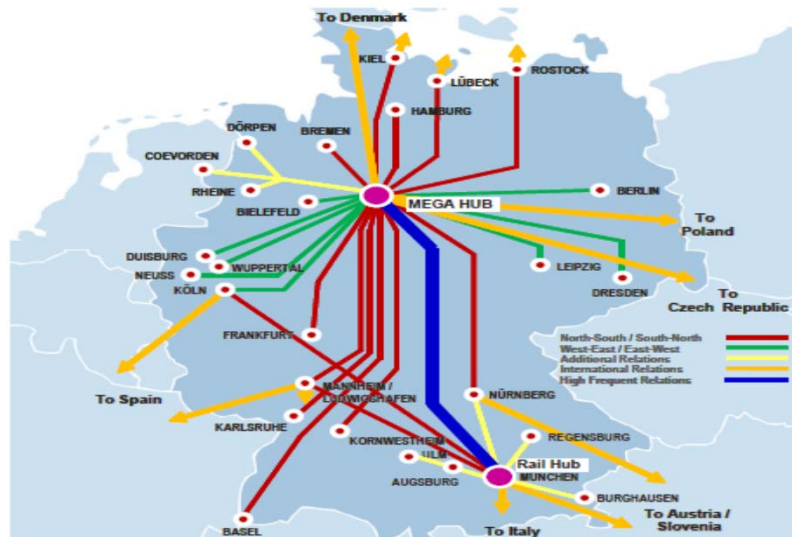 To Denmark
KIEL
ROSTOCK
LÜBECK
HAMBURG
DÖRPEN
BREMEN
COEVORDEN
RHEINE
BERLIN
BIELEFELD
MEGA HUB
To
Poland
DUISBURG
WUPPERTAL
NEUSS
LEIPZIG
KÖLN
DRESDEN
To
Czech Republic
FRANKFURT
North-South / South-North
West-East / East-West
Additional Relations
International Relations
High Frequent Relations
MANNHEIM /
LUDWIGSHAFEN
NÜRNBERG
To Spain
KARLSRUHE
KORNWESTHEIM
REGENSBURG
ULM
Rail Hub
MUNCHEN
AUGSBURG
BURGHAUSEN
To Austria /
Slovenia
BASEL
To Italy